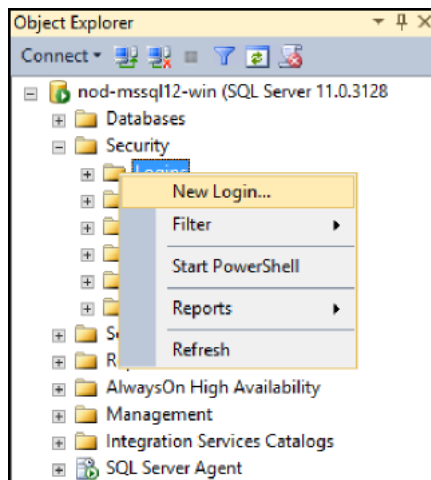 Object Explorer
Connect
nod-mssql12-win (SQL Server 11.0.3128
Databases
Security
Logins
New Login...
Filter
Start PowerShell
Reports
Refresh
S
R
AlwaysOn High Availability
Management
Integration Services Catalogs
SQL Server Agent